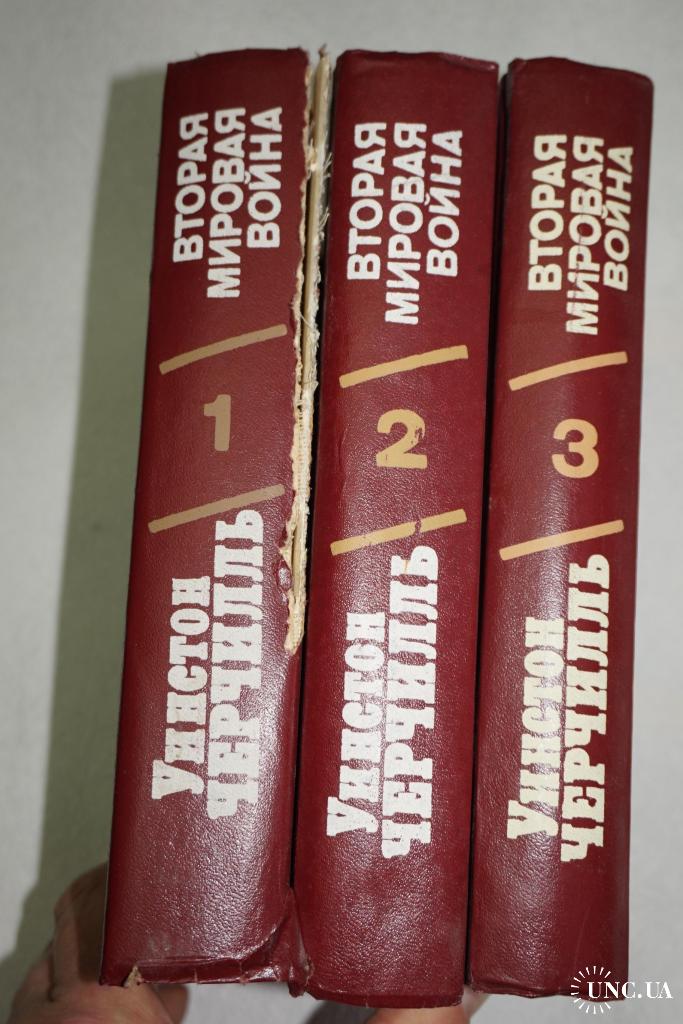 ВТОРАЯ
МИРОВАЯ
ВОЙНА
1
Уинстон
ЧЕРЧИЛЛЬ
ВТОРАЯ
МИРОВАЯ
ВОЙНА
2
Уинстон
ЧЕРЧИЛЛЬ
ВТОРАЯ
МИРОВАЯ
ВОЙНА
3
Уинстон
ЧЕРЧИЛЛЬ
UNC.UA